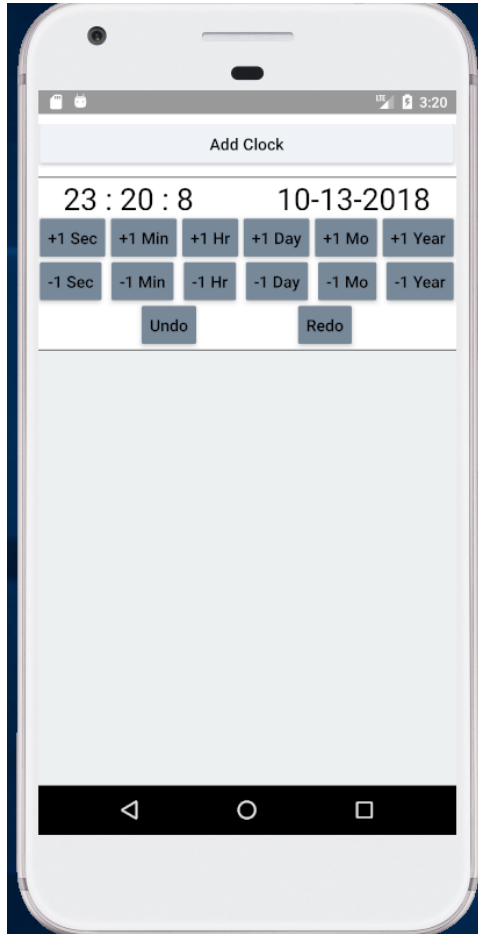 LTE 3:20
Add Clock
23 : 20 : 8 10-13-2018
+1 Sec +1 Min +1 Hr +1 Day +1 Mo +1 Year
-1 Sec -1 Min -1 Hr -1 Day -1 Mo -1 Year
Undo Redo